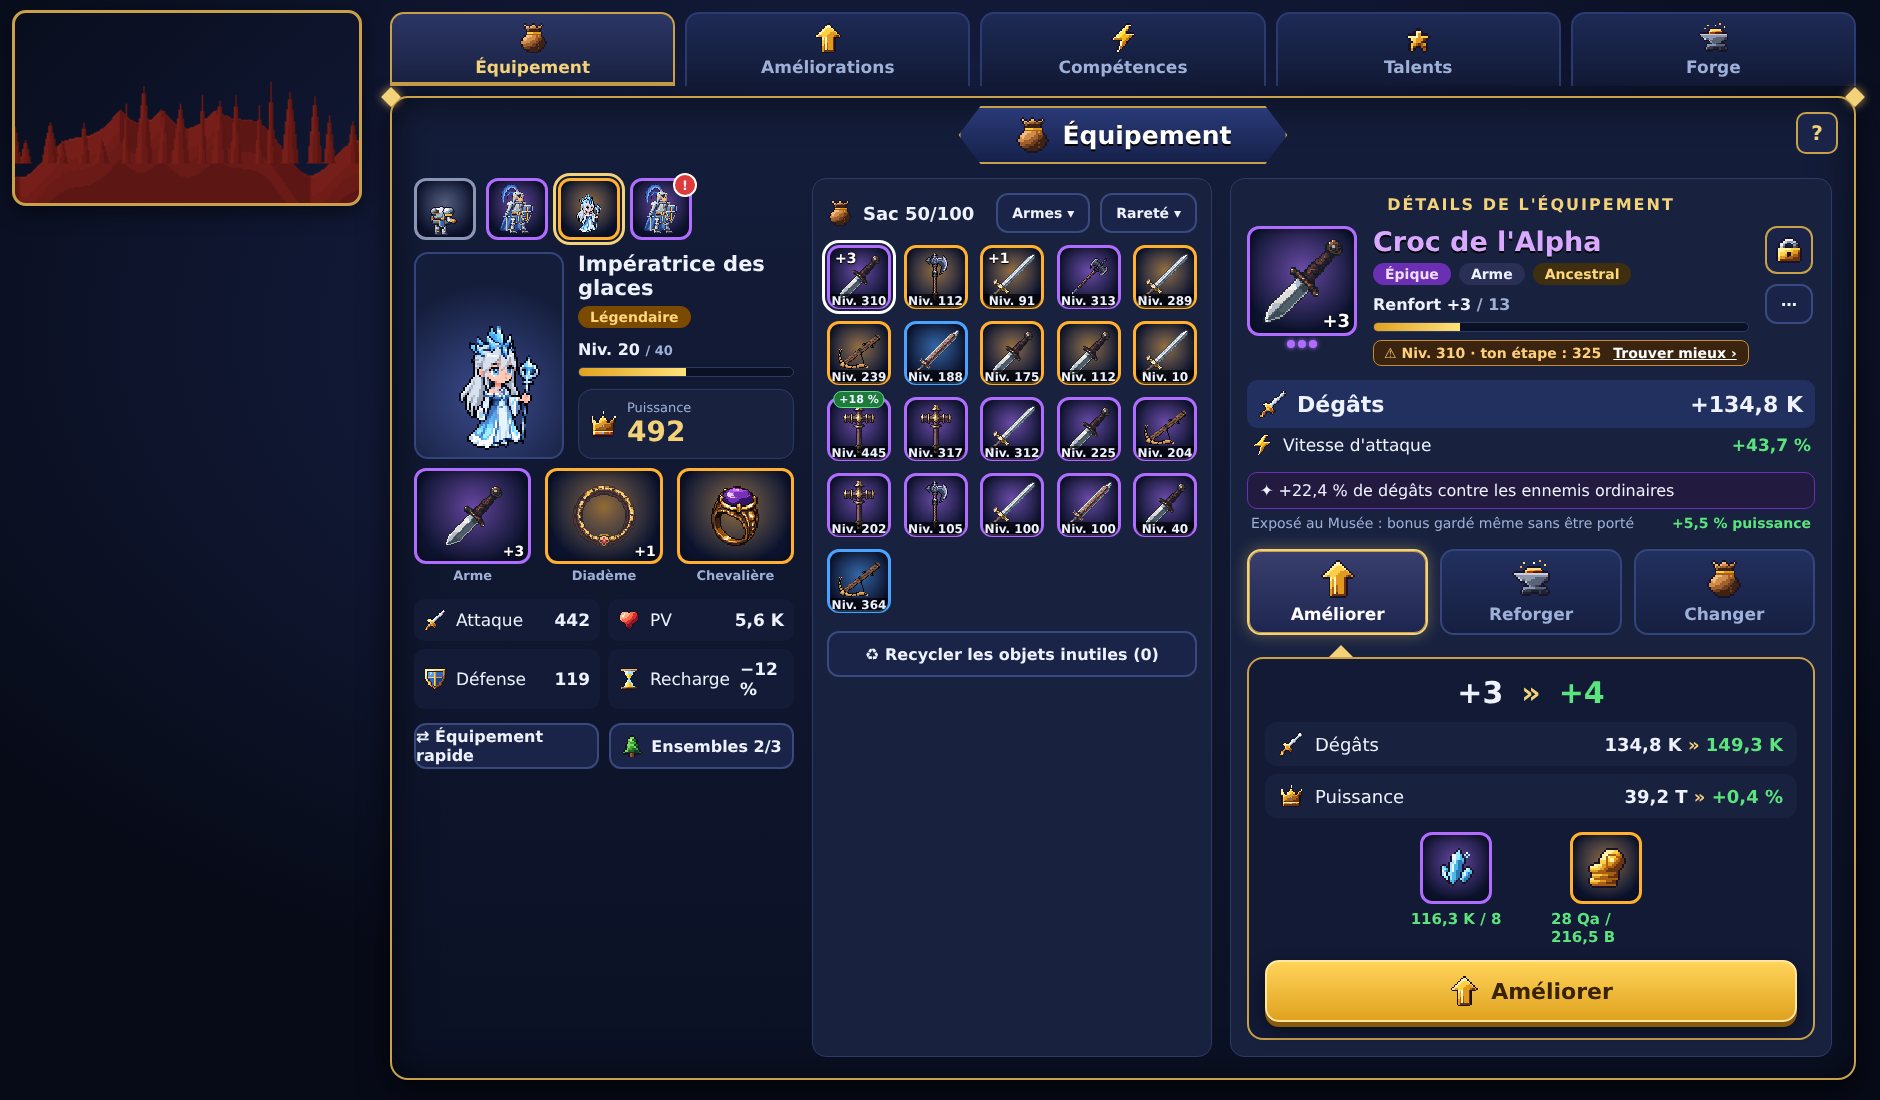 Équipement
Améliorations
Compétences
Talents
Forge
Équipement
?
!
Impératrice des
glaces
Légendaire
Niv. 20 / 40
Puissance
492
+3
+1
Arme
Diadème
Chevalière
Attaque 442
PV 5,6 K
Défense 119
Recharge −12
%
⇄ Équipement
rapide
Ensembles 2/3
Sac 50/100
Armes ▾
Rareté ▾
+3
Niv. 310
Niv. 112
+1
Niv. 91
Niv. 313
Niv. 289
Niv. 239
Niv. 188
Niv. 175
Niv. 112
Niv. 10
+18 %
Niv. 445
Niv. 317
Niv. 312
Niv. 225
Niv. 204
Niv. 202
Niv. 105
Niv. 100
Niv. 100
Niv. 40
Niv. 364
♻ Recycler les objets inutiles (0)
DÉTAILS DE L'ÉQUIPEMENT
+3
Croc de l'Alpha
Épique
Arme
Ancestral
Renfort +3 / 13
⚠ Niv. 310 · ton étape : 325 Trouver mieux ›
...
Dégâts +134,8 K
Vitesse d'attaque +43,7 %
✦ +22,4 % de dégâts contre les ennemis ordinaires
Exposé au Musée : bonus gardé même sans être porté +5,5 % puissance
Améliorer
Reforger
Changer
+3 » +4
Dégâts 134,8 K » 149,3 K
Puissance 39,2 T » +0,4 %
116,3 K / 8
28 Qa /
216,5 B
Améliorer